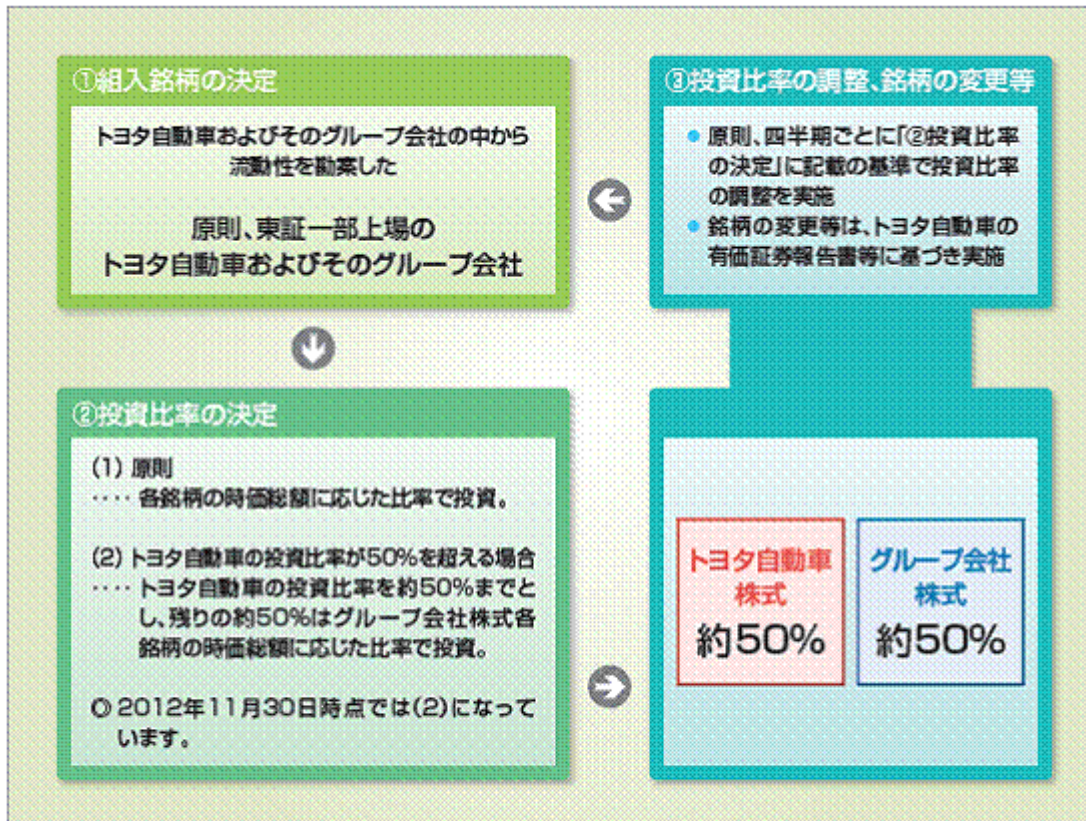 ①組入銘柄の決定
トヨタ自動車およびそのグループ会社の中から
流動性を勘案した
原則、東証一部上場の
トヨタ自動車およびそのグループ会社
②投資比率の決定
(1) 原則
‥‥ 各銘柄の時価総額に応じた比率で投資。
(2) トヨタ自動車の投資比率が50%を超える場合
‥‥ トヨタ自動車の投資比率を約50%までと
し、残りの約50%はグループ会社株式各
銘柄の時価総額に応じた比率で投資。
◎ 2012年11月30日時点では(2)になって
います。
トヨタ自動車
株式
約50%
グループ会社
株式
約50%
③投資比率の調整、銘柄の変更等
● 原則、四半期ごとに「②投資比率
の決定」に記載の基準で投資比率
の調整を実施
● 銘柄の変更等は、トヨタ自動車の
有価証券報告書等に基づき実施